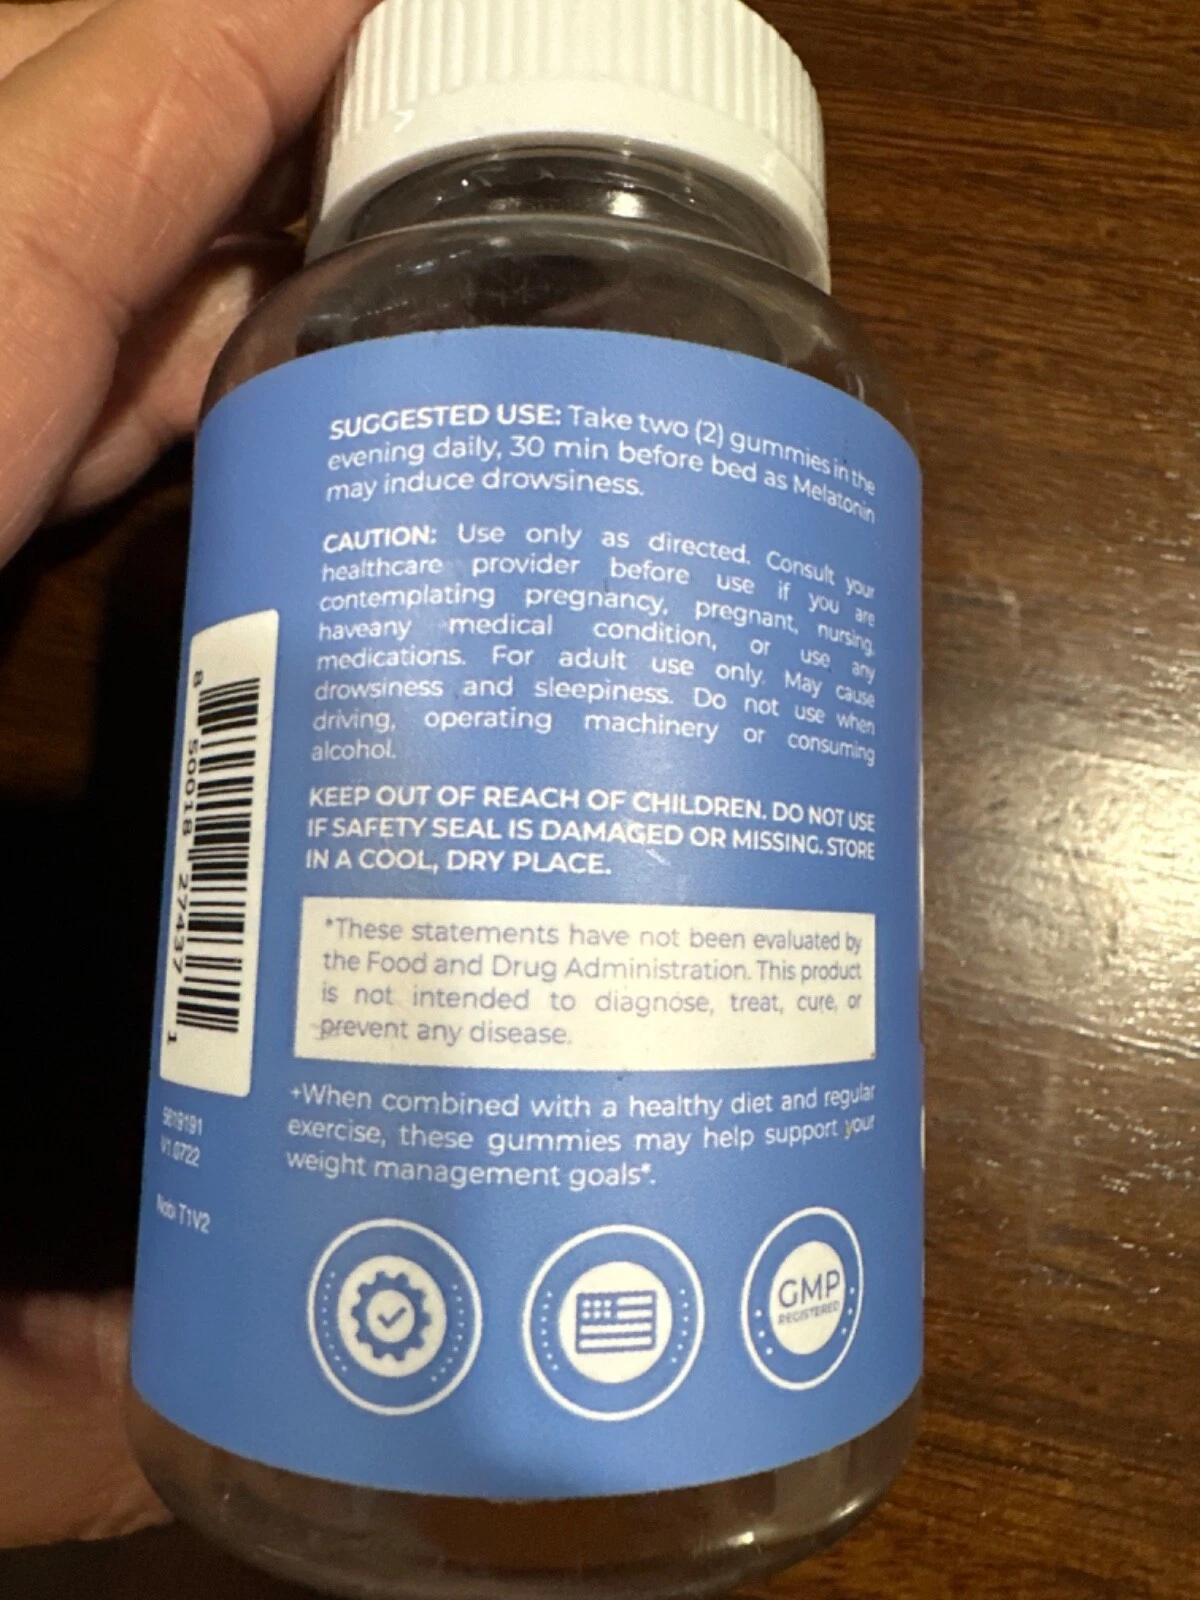 SUGGESTED USE: Take two (2) gummies in the
evening daily, 30 min before bed as Melatonin
may induce drowsiness.
CAUTION: Use only as directed. Consult your
healthcare provider before use if you are
contemplating pregnancy, pregnant, nursing,
haveany medical condition, or use any
medications. For adult use only. May cause
drowsiness and sleepiness. Do not use when
driving, operating machinery or consuming
alcohol.
KEEP OUT OF REACH OF CHILDREN. DO NOT USE
IF SAFETY SEAL IS DAMAGED OR MISSING. STORE
IN A COOL, DRY PLACE.
*These statements have not been evaluated by
the Food and Drug Administration. This product
is not intended to diagnose, treat, cure, or
prevent any disease.
+When combined with a healthy diet and regular
exercise, these gummies may help support your
weight management goals*.
GMP
REGISTERED
8 50018 27437 1
5619191
V1.0722
Nobi T1V2